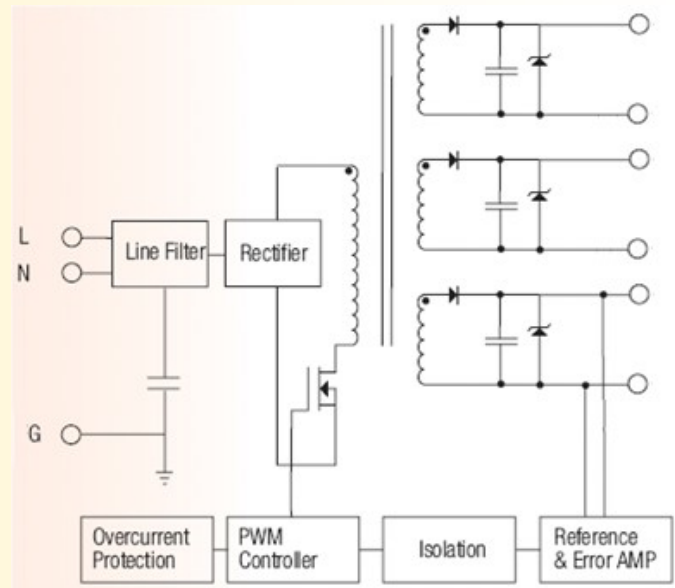 L
Line Filter
Rectifier
N
G
Overcurrent
Protection
PWM
Controller
Isolation
Reference
& Error AMP